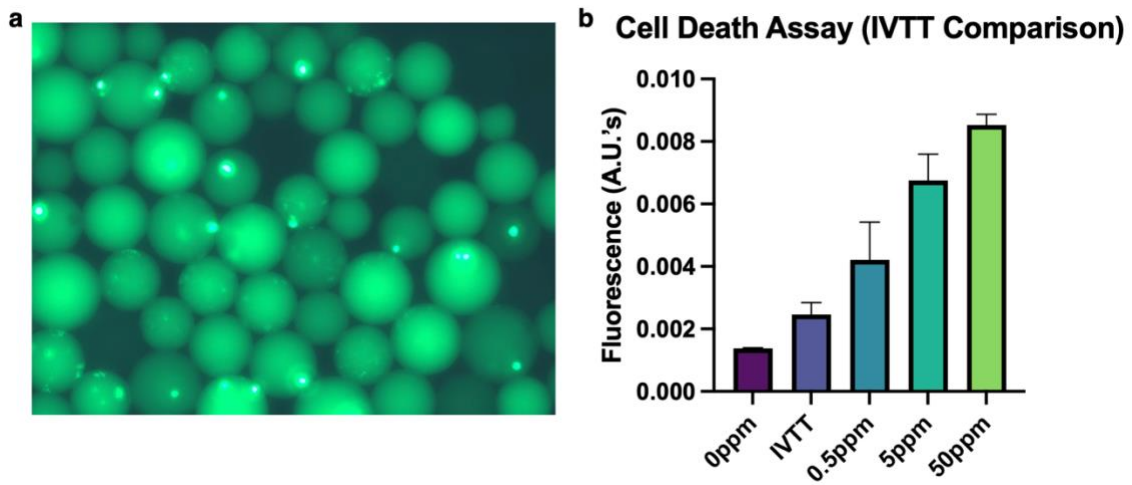 a
b
Cell Death Assay (IVTT Comparison)
Fluorescence (A.U.'s)
0.010
0.008
0.006
0.004
0.002
0.000
0ppm
IVTT
0.5ppm
5ppm
50ppm